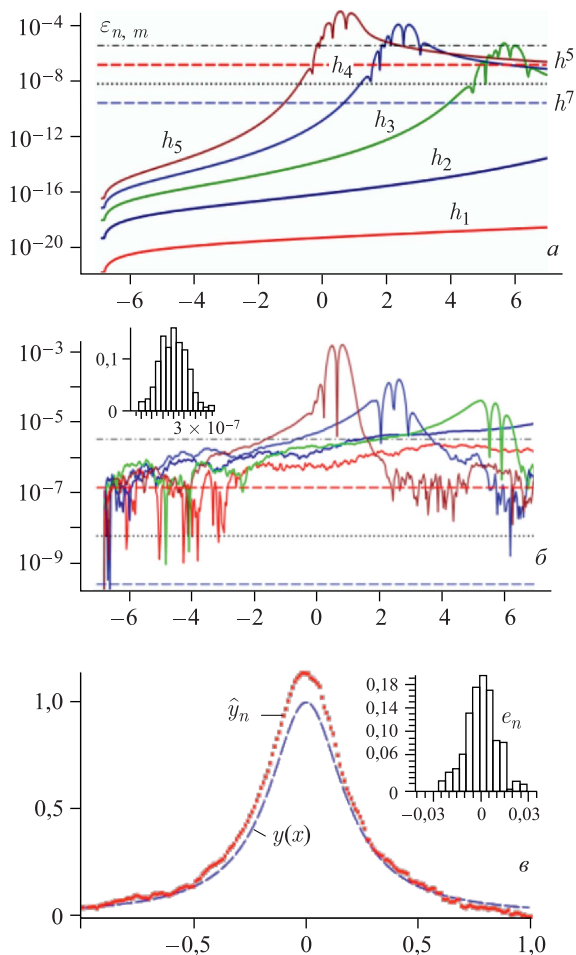 ε_{n, m}
10^{−4}
10^{−8}
10^{−12}
10^{−16}
10^{−20}
h^5
h^7
h_4
h_5
h_3
h_2
h_1
а
−6 −4 −2 0 2 4 6
10^{−3}
10^{−5}
10^{−7}
10^{−9}
0,1
0
3 × 10^{−7}
б
−6 −4 −2 0 2 4 6
1,0
0,5
0
ŷ_n
y(x)
0,18
0,10
0,06
0
e_n
−0,03 0 0,03
в
−0,5 0 0,5 1,0